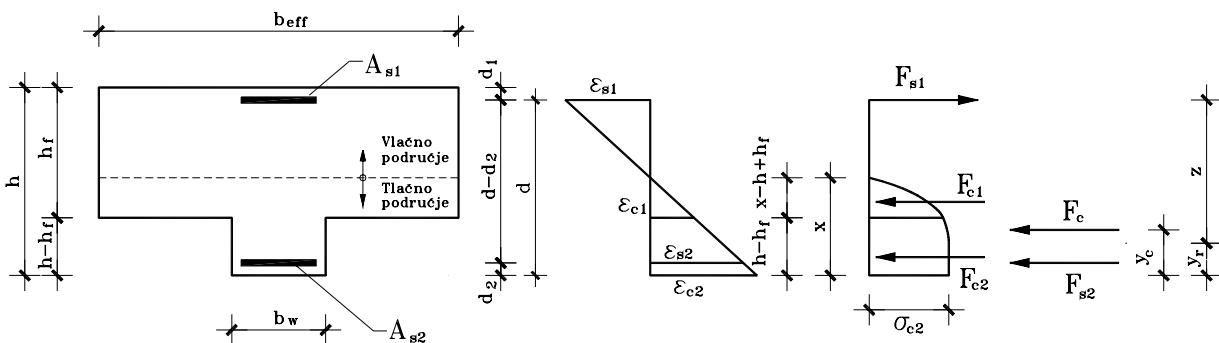 b_eff
A_s1
h
h_f
h-h_f
Vlačno
područje
Tlačno
područje
b_w
A_s2
d_1
d-d_2
d_2
d
ε_s1
ε_c1
ε_s2
ε_c2
x-h+h_f
h-h_f
x
F_s1
F_c1
F_c2
σ_c2
F_c
F_s2
y_c
z
y_r